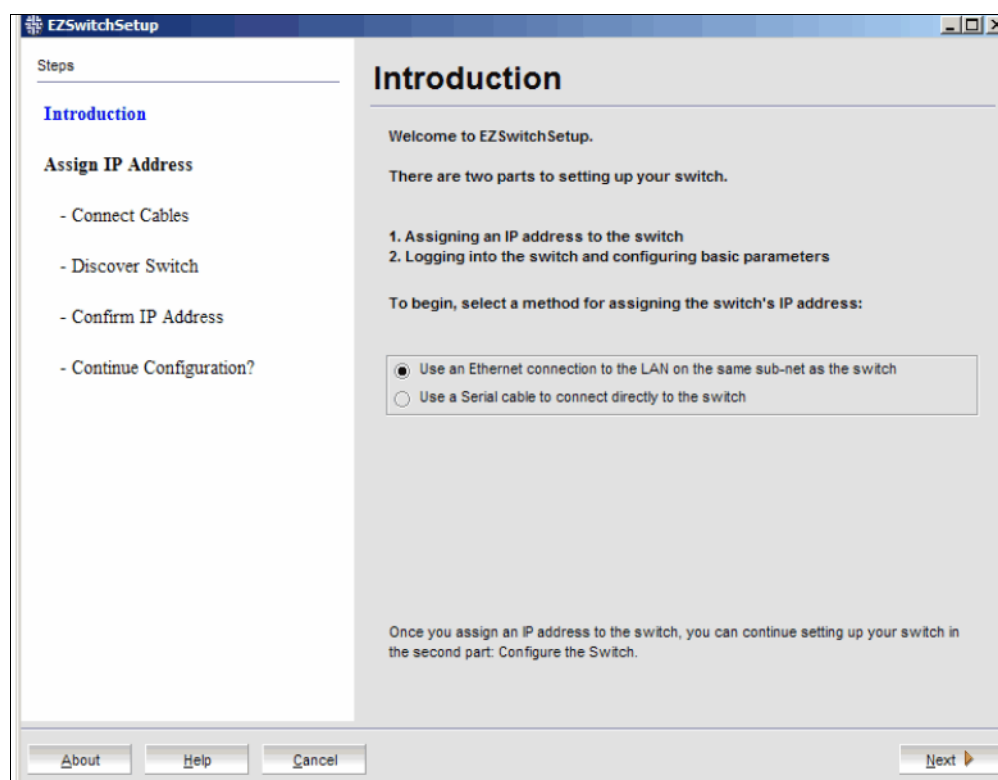 EZSwitchSetup
Steps
Introduction
Assign IP Address
- Connect Cables
- Discover Switch
- Confirm IP Address
- Continue Configuration?
Introduction
Welcome to EZSwitchSetup.
There are two parts to setting up your switch.
1. Assigning an IP address to the switch
2. Logging into the switch and configuring basic parameters
To begin, select a method for assigning the switch's IP address:
Use an Ethernet connection to the LAN on the same sub-net as the switch
Use a Serial cable to connect directly to the switch
Once you assign an IP address to the switch, you can continue setting up your switch in
the second part: Configure the Switch.
About
Help
Cancel
Next